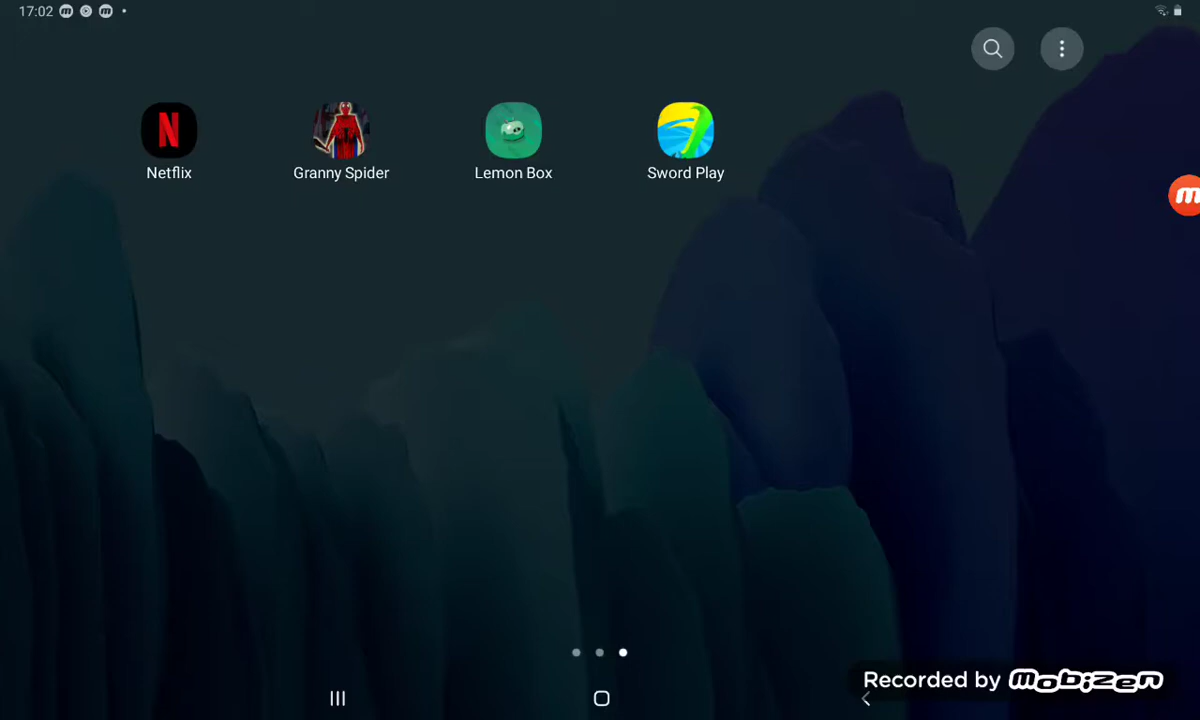 17:02
Netflix
Granny Spider
Lemon Box
Sword Play
Recorded by mobizen